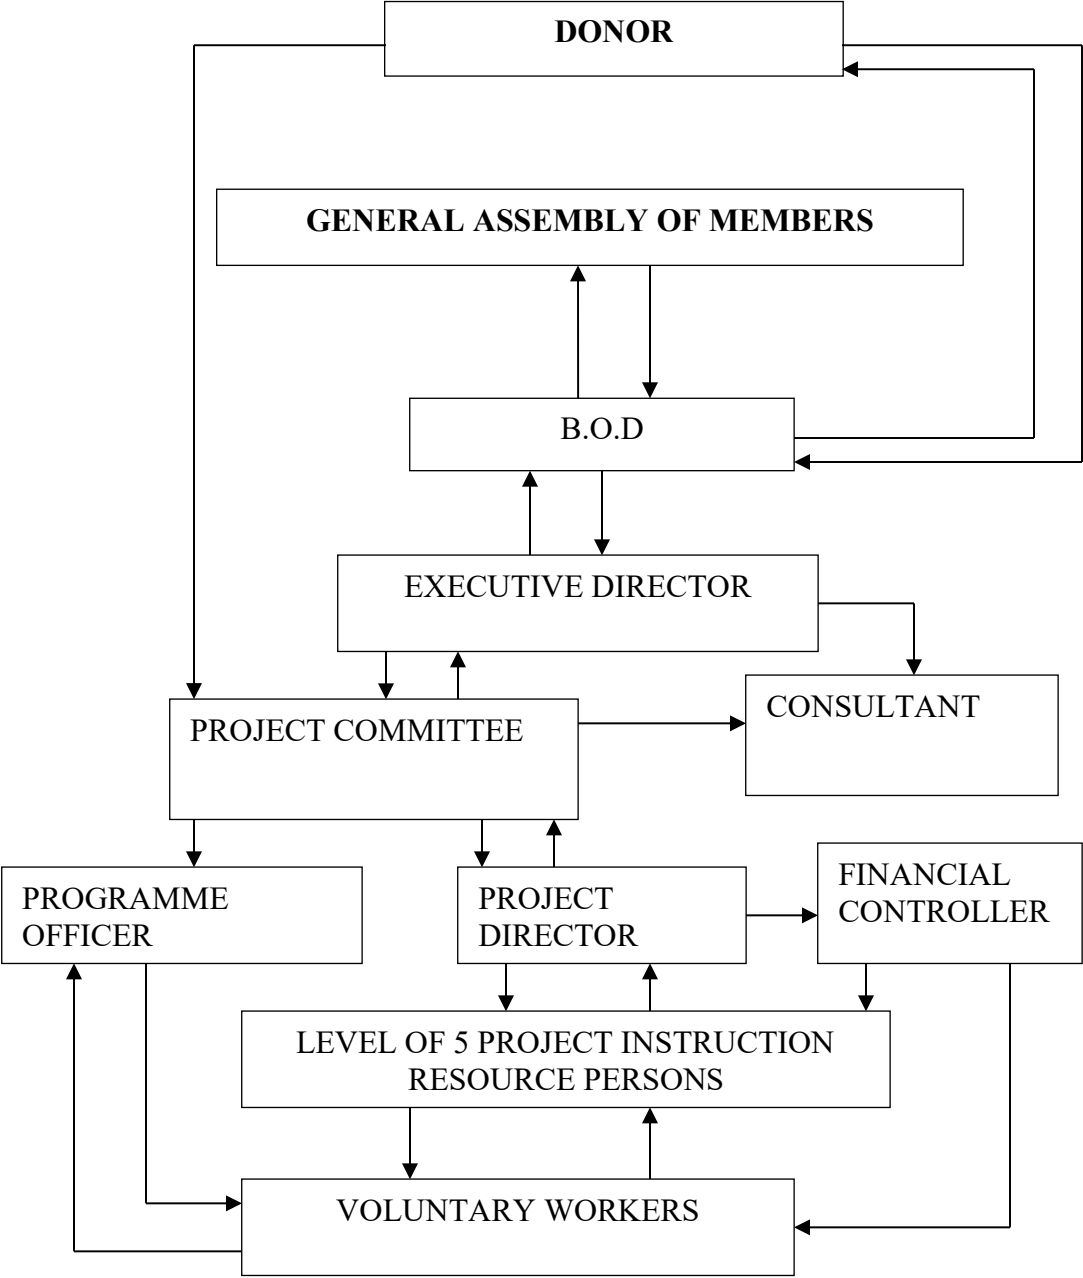 DONOR
GENERAL ASSEMBLY OF MEMBERS
B.O.D
EXECUTIVE DIRECTOR
CONSULTANT
PROJECT COMMITTEE
PROGRAMME
OFFICER
PROJECT
DIRECTOR
FINANCIAL
CONTROLLER
LEVEL OF 5 PROJECT INSTRUCTION
RESOURCE PERSONS
VOLUNTARY WORKERS